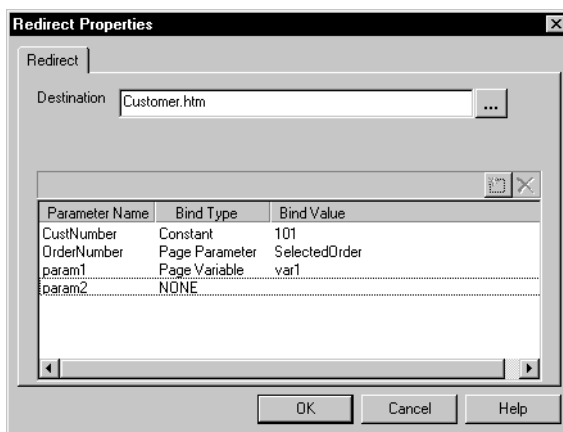 Redirect Properties
Redirect
Destination Customer.htm ...
Parameter Name Bind Type Bind Value
CustNumber Constant 101
OrderNumber Page Parameter SelectedOrder
param1 Page Variable var1
param2 NONE
OK Cancel Help